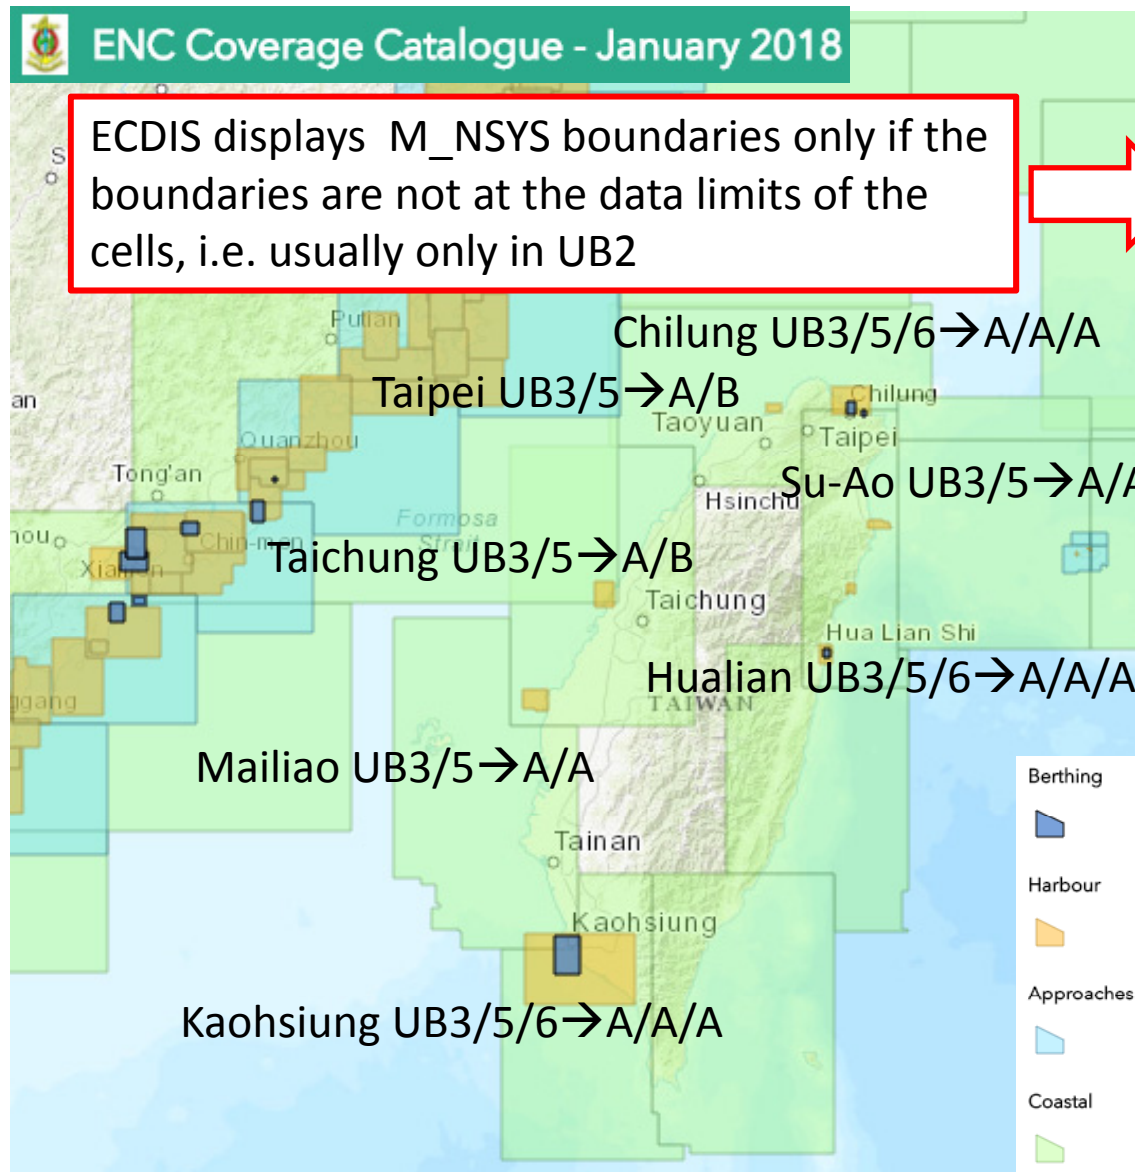 ENC Coverage Catalogue - January 2018
ECDIS displays M_NSYS boundaries only if the
boundaries are not at the data limits of the
cells, i.e. usually only in UB2
Putian
Chilung UB3/5/6→A/A/A
an
Taipei UB3/5→A/B
Chilung
Taoyuan
Taipei
Quanzhou
Tong'an
Su-Ao UB3/5→A/A
Hsinchu
Formosa
Strait
Chin-men
Taichung UB3/5→A/B
Xiamen
Taichung
Hua Lian Shi
Hualian UB3/5/6→A/A/A
TAIWAN
ggang
Mailiao UB3/5→A/A
Berthing
Tainan
Harbour
Kaohsiung
Approaches
Kaohsiung UB3/5/6→A/A/A
Coastal